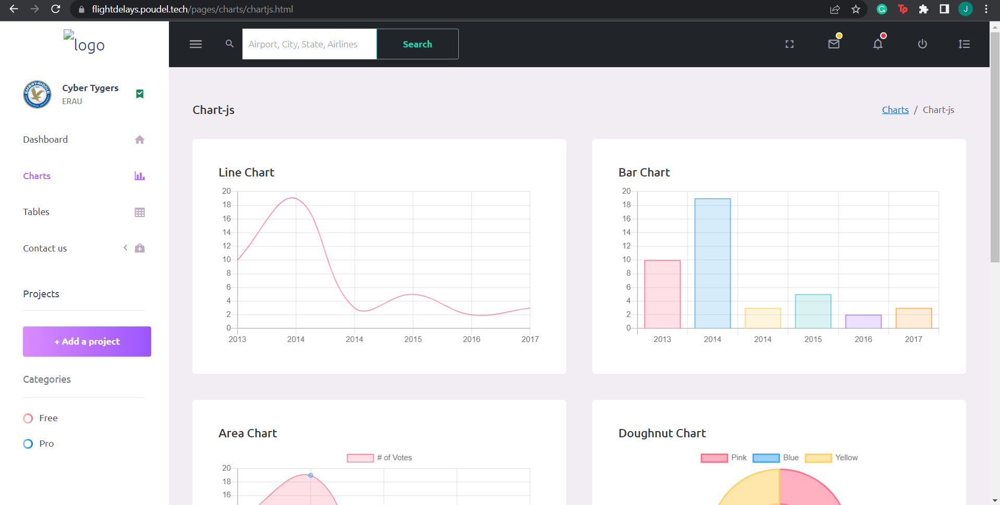 flightdelays.poudel.tech/pages/charts/chartjs.html
G
Tp
J
logo
Airport, City, State, Airlines
Search
EMBRY-RIDDLE
Cyber Tygers
ERAU
Dashboard
Charts
Tables
Contact us
Projects
+ Add a project
Categories
Free
Pro
Chart-js
Charts / Chart-js
Line Chart
20
18
16
14
12
10
8
6
4
2
0
2013 2014 2014 2015 2016 2017
Bar Chart
20
18
16
14
12
10
8
6
4
2
0
2013 2014 2014 2015 2016 2017
Area Chart
# of Votes
20
18
16
Doughnut Chart
Pink Blue Yellow